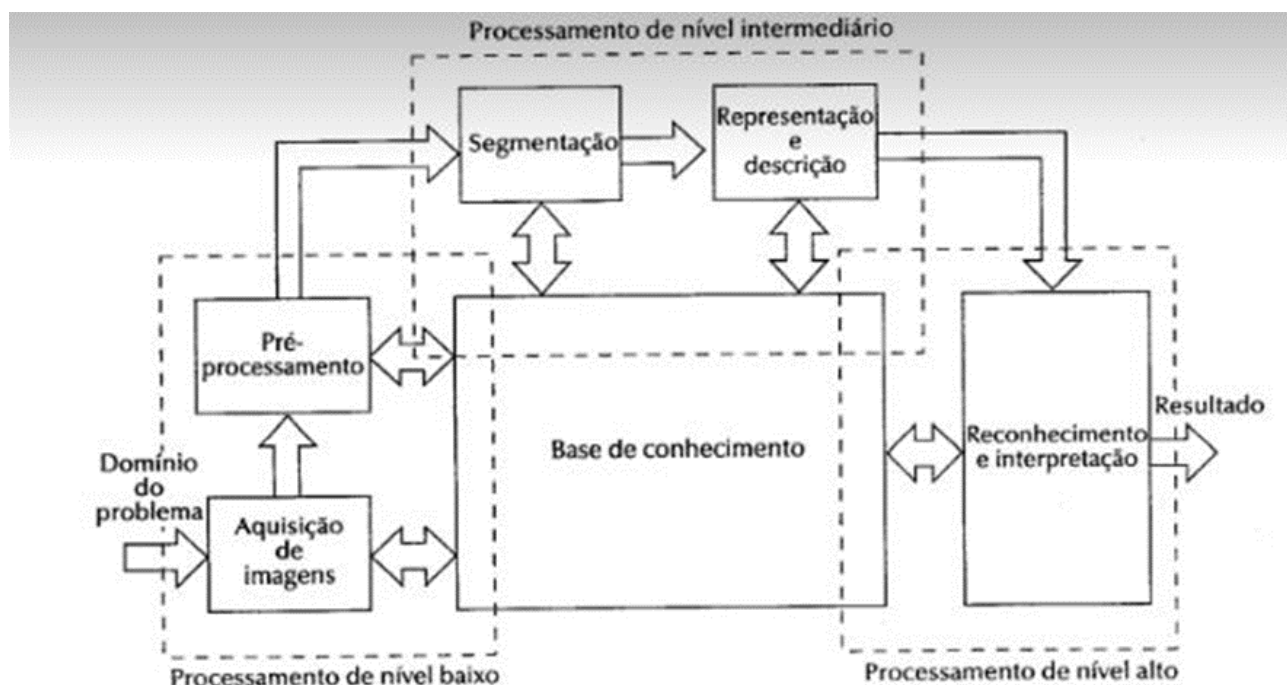 Processamento de nível intermediário
Segmentação
Representação
e
descrição
Pré-
processamento
Base de conhecimento
Resultado
Reconhecimento
e interpretação
Domínio
do
problema
Aquisição
de
imagens
Processamento de nível baixo
Processamento de nível alto